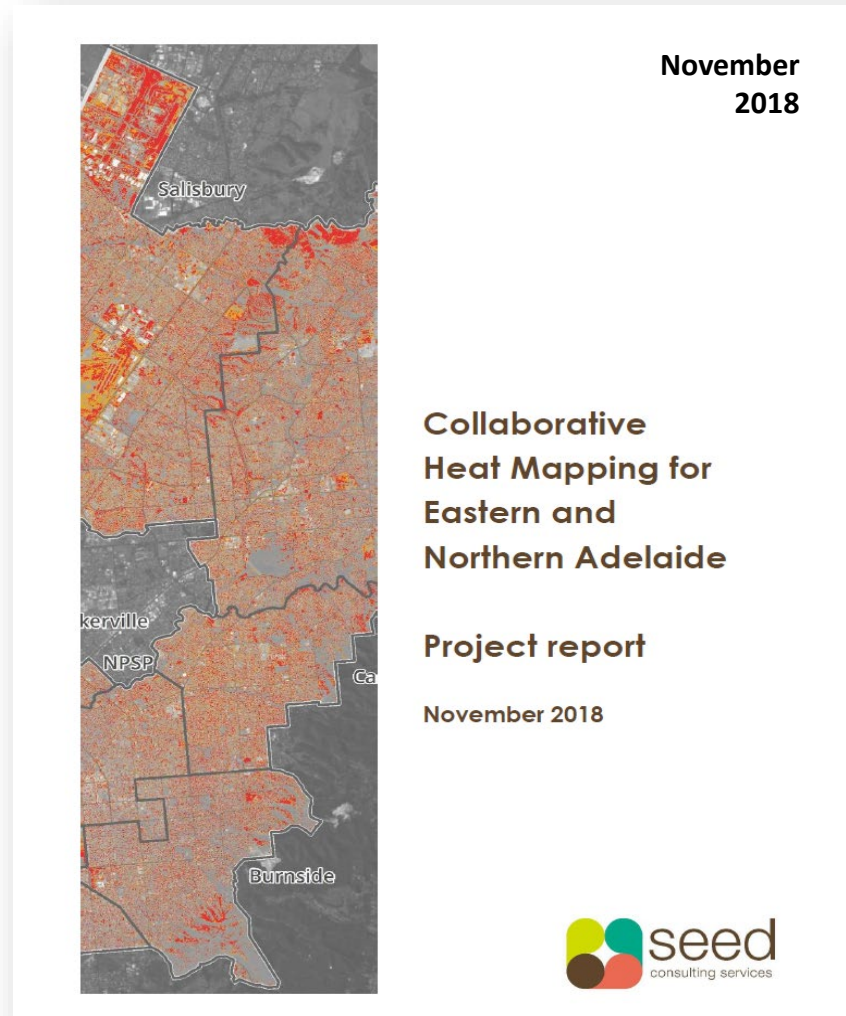 November
2018
Salisbury
kerville
NPSP
Ca
Burnside
Collaborative
Heat Mapping for
Eastern and
Northern Adelaide
Project report
November 2018
seed
consulting services